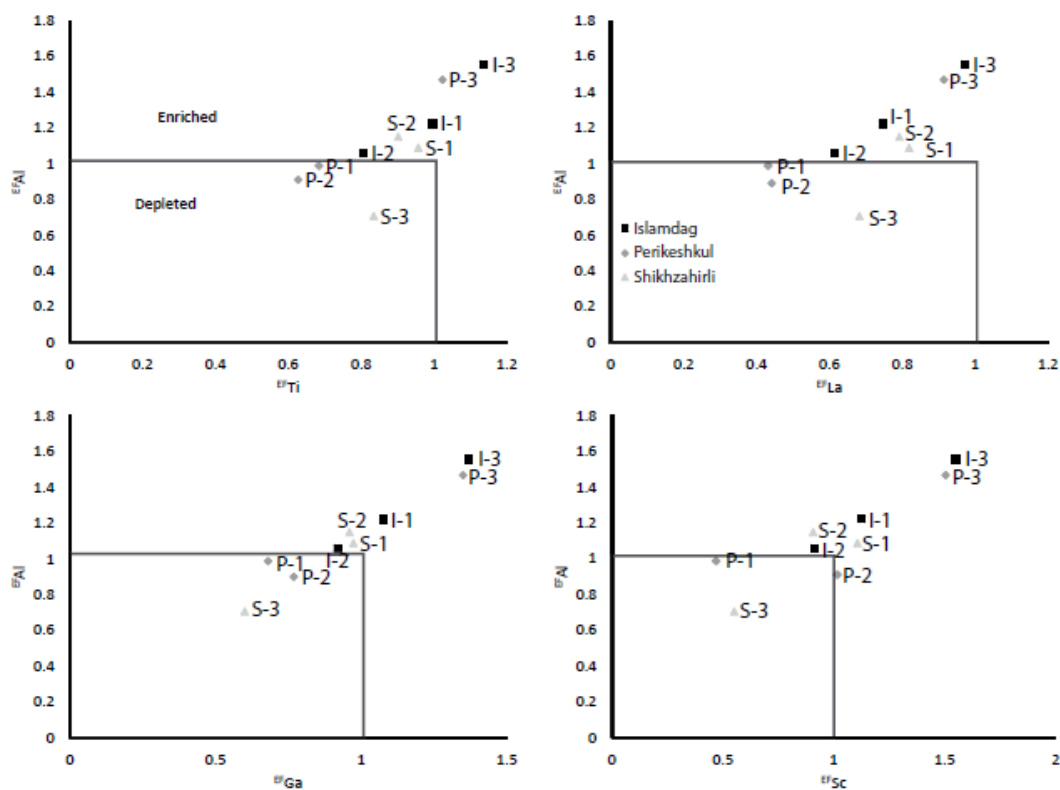 1.8
1.6
1.4
1.2
1
0.8
0.6
0.4
0.2
0
EFAl
Enriched
Depleted
I-3
P-3
S-2
I-1
S-1
I-2
P-1
P-2
S-3
0 0.6 0.8 1 1.2
EFTi
1.8
1.6
1.4
1.2
1
0.8
0.6
0.4
0.2
0
EFAl
I-3
P-3
I-1
S-2
S-1
I-2
P-1
P-2
S-3
Islamdag
Perikeshkul
Shikhzahirli
0 0.2 0.4 0.6 0.8 1 1.2
EFLa
1.8
1.6
1.4
1.2
1
0.8
0.6
0.4
0.2
0
EFAl
I-3
P-3
S-2
I-1
S-1
I-2
P-1
P-2
S-3
0 0.5 1 1.5
EFGa
1.8
1.6
1.4
1.2
1
0.8
0.6
0.4
0.2
0
EFAl
I-3
P-3
I-1
S-2
S-1
I-2
P-1
P-2
S-3
0 0.5 1 1.5 2
EFSc